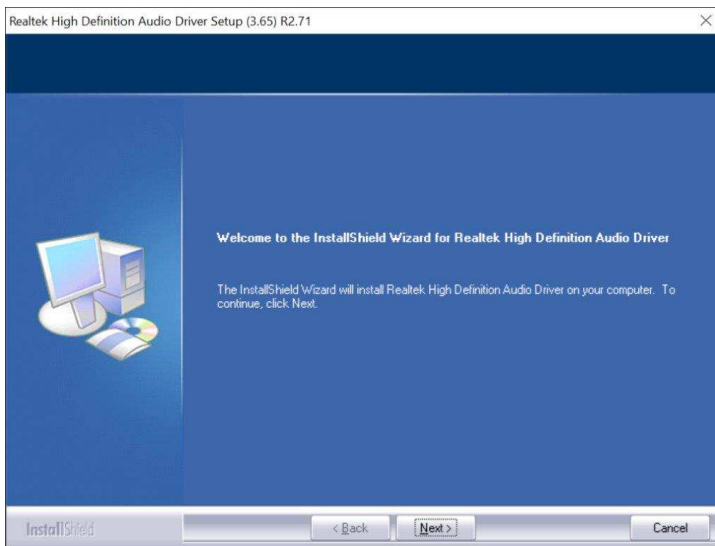 Realtek High Definition Audio Driver Setup (3.65) R2.71
Welcome to the InstallShield Wizard for Realtek High Definition Audio Driver
The InstallShield Wizard will install Realtek High Definition Audio Driver on your computer. To
continue, click Next.
InstallShield
< Back
Next >
Cancel